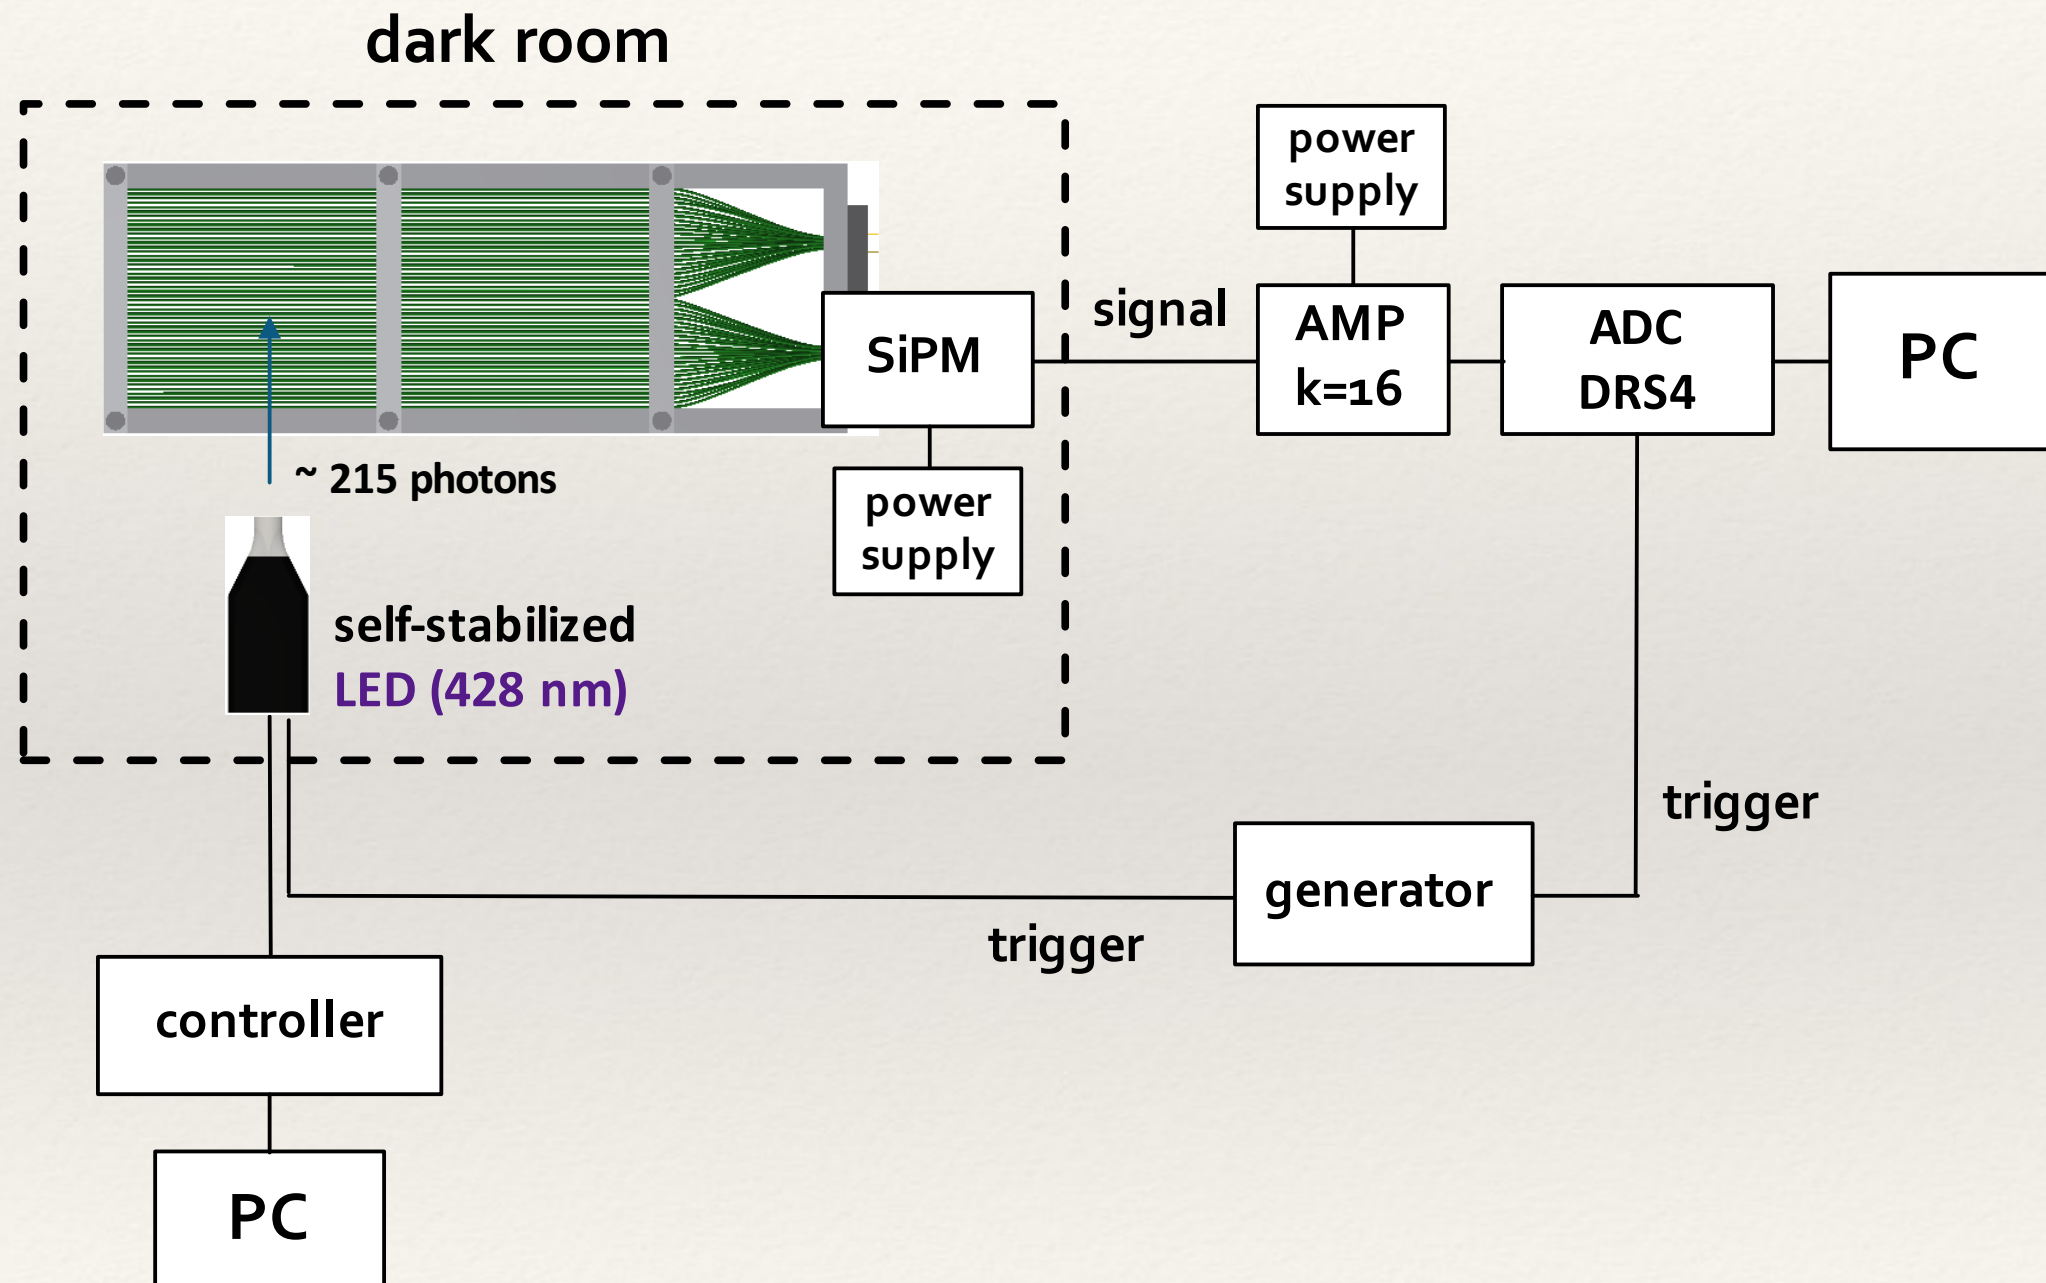 dark room
power
supply
signal
AMP
k=16
ADC
DRS4
PC
SiPM
~ 215 photons
power
supply
self-stabilized
LED (428 nm)
trigger
generator
trigger
controller
PC